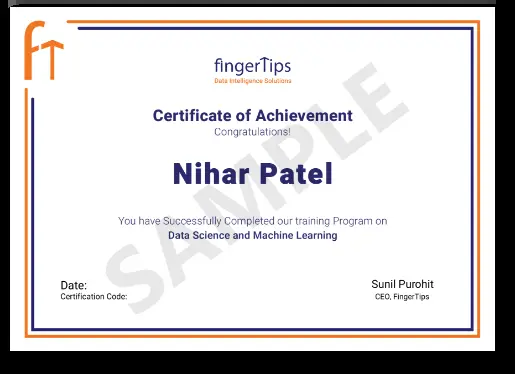 fT
fingerTips
Data Intelligence Solutions
Certificate of Achievement
Congratulations!
Nihar Patel
You have Successfully Completed our training Program on
Data Science and Machine Learning
SAMPLE
Date:
Certification Code:
Sunil Purohit
CEO, FingerTips